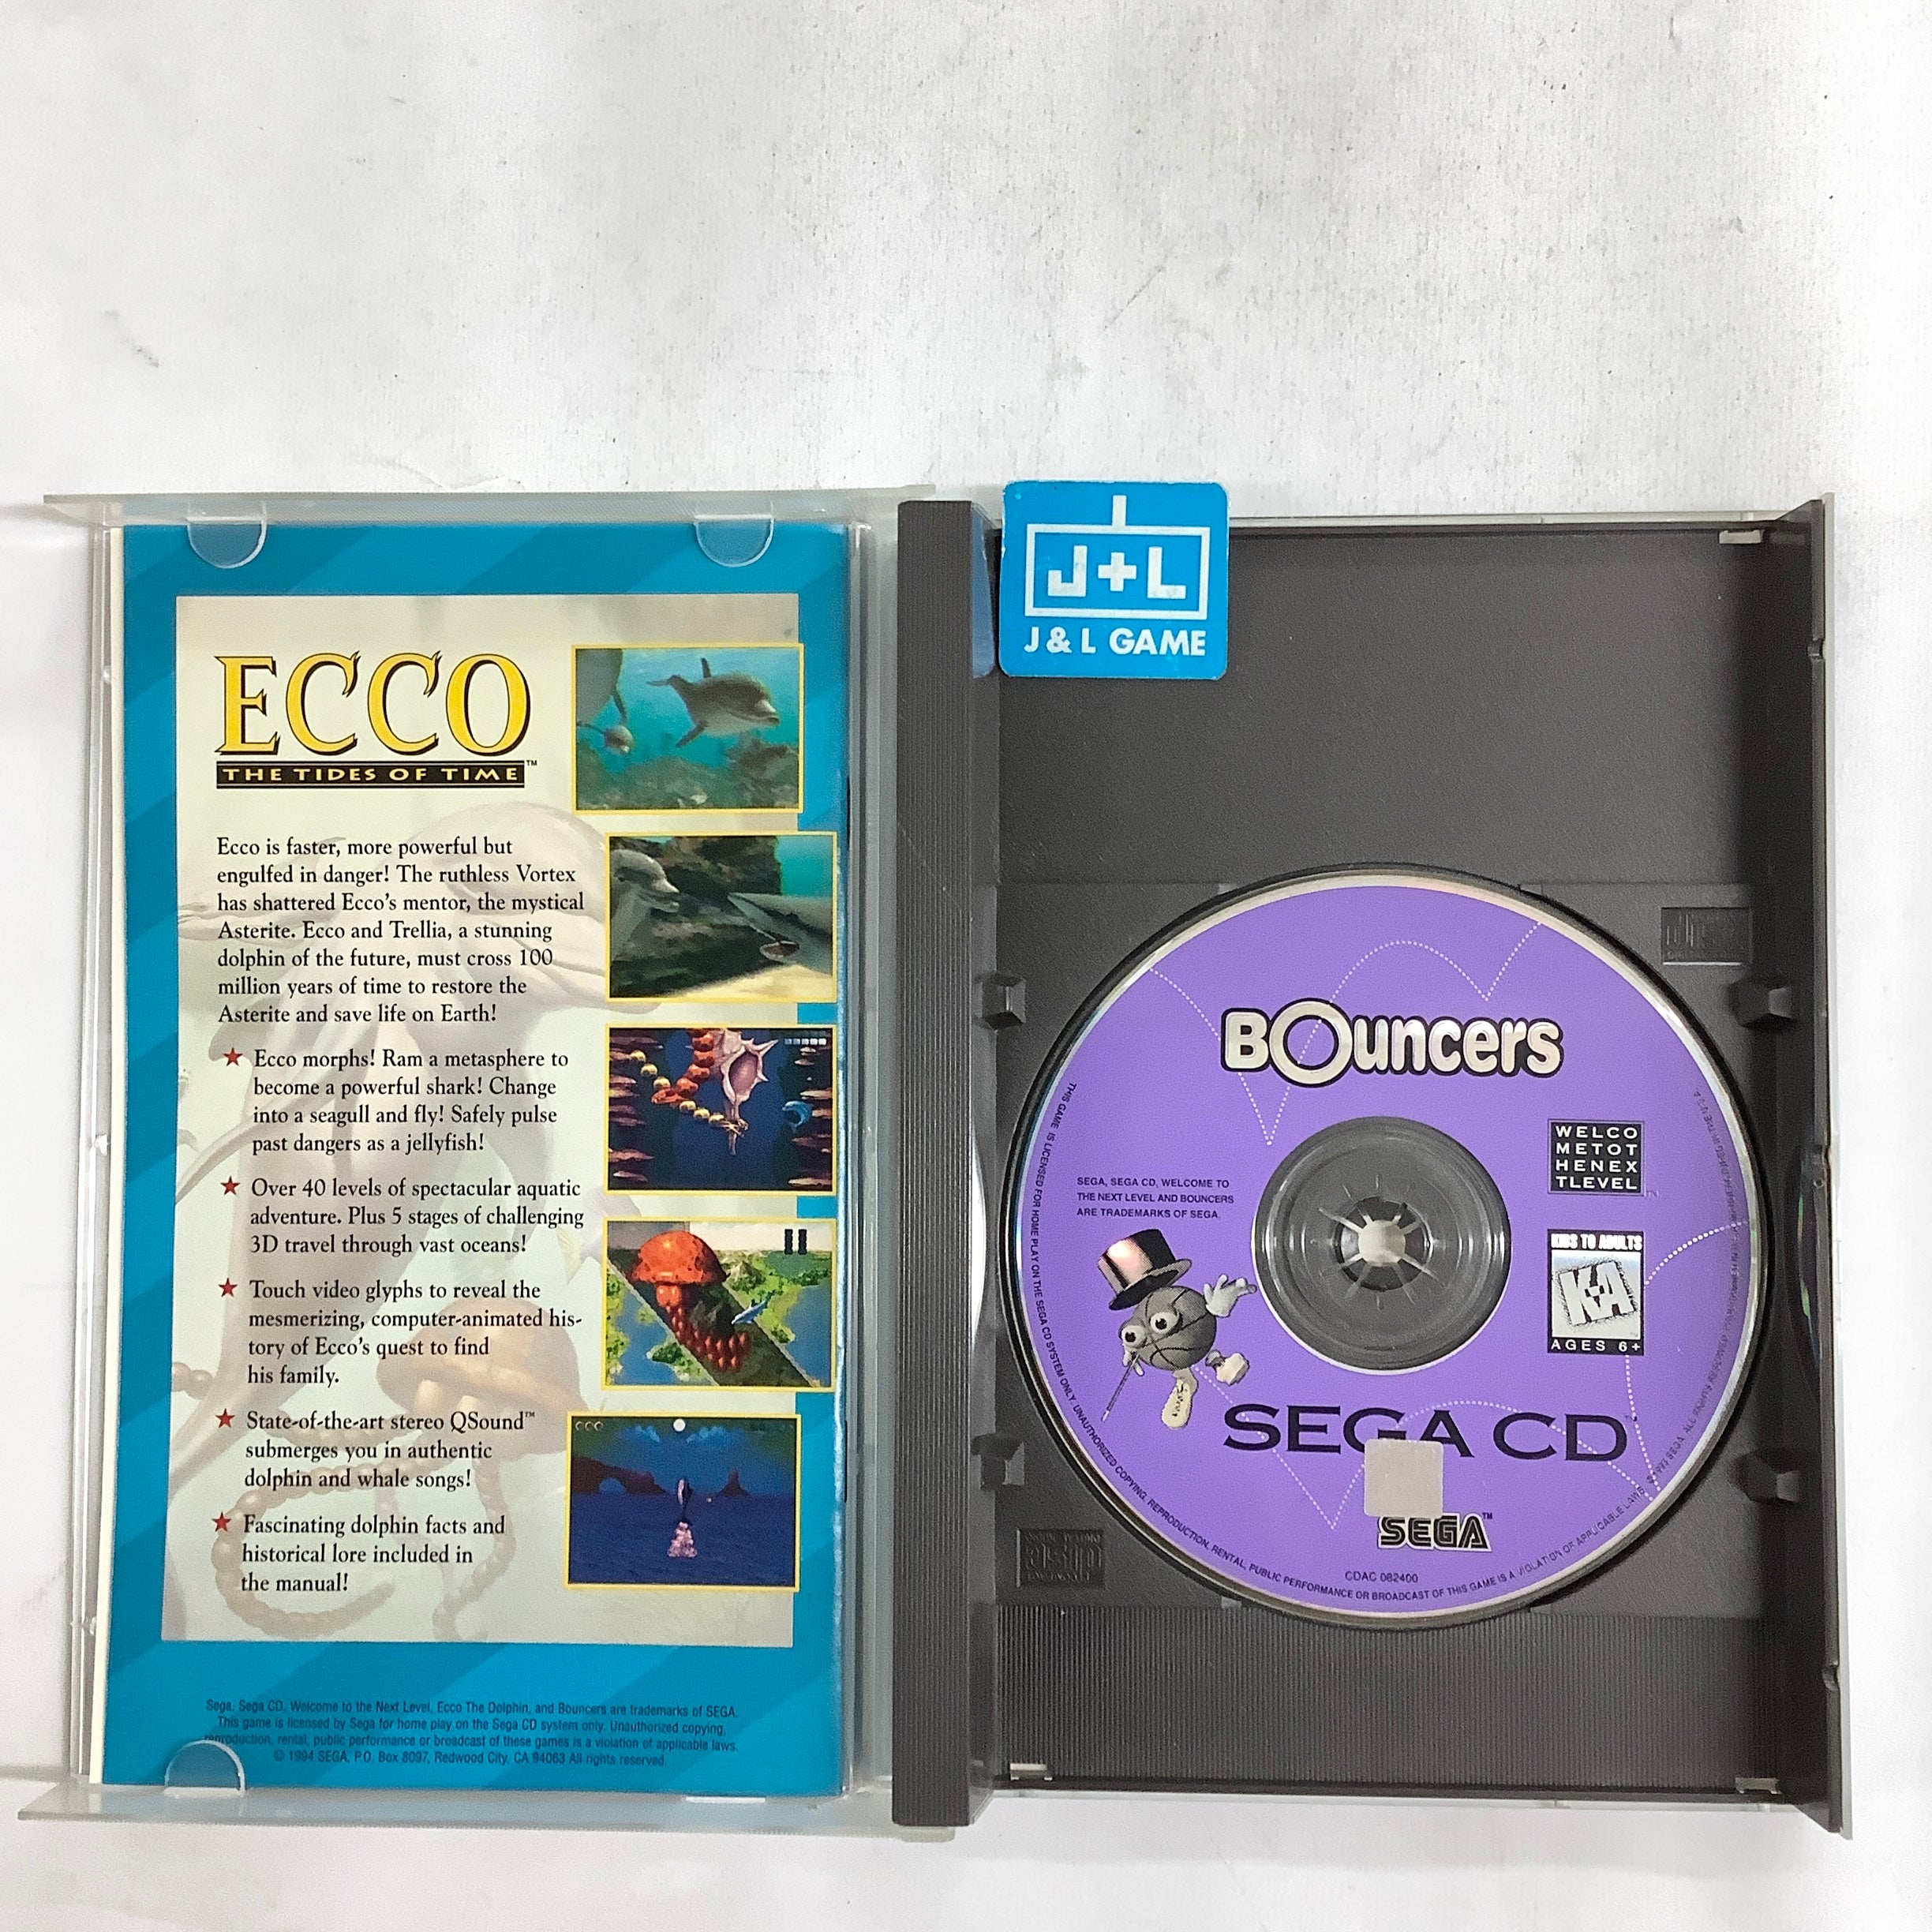 ECCO
THE TIDES OF TIME™
Ecco is faster, more powerful but
engulfed in danger! The ruthless Vortex
has shattered Ecco's mentor, the mystical
Asterite. Ecco and Trellia, a stunning
dolphin of the future, must cross 100
million years of time to restore the
Asterite and save life on Earth!
Ecco morphs! Ram a metasphere to
become a powerful shark! Change
into a seagull and fly! Safely pulse
past dangers as a jellyfish!
Over 40 levels of spectacular aquatic
adventure. Plus 5 stages of challenging
3D travel through vast oceans!
Touch video glyphs to reveal the
mesmerizing, computer-animated his-
tory of Ecco's quest to find
his family.
State-of-the-art stereo QSound™
submerges you in authentic
dolphin and whale songs!
Fascinating dolphin facts and
historical lore included in
the manual!
Sega, Sega CD, Welcome to the Next Level, Ecco The Dolphin, and Bouncers are trademarks of SEGA.
This game is licensed by Sega for home play on the Sega CD system only. Unauthorized copying,
reproduction, rental, public performance or broadcast of these games is a violation of applicable laws.
© 1994 SEGA, P.O. Box 8097, Redwood City, CA 94063 All rights reserved.
J+L
J & L GAME
BOuncers
WELCO
METOT
HENEX
TLEVEL
SEGA, SEGA CD, WELCOME TO
THE NEXT LEVEL AND BOUNCERS
ARE TRADEMARKS OF SEGA.
KIDS TO ADULTS
K-A
AGES 6+
SEGA CD
SEGA™
CDAC 082400
THIS GAME IS LICENSED FOR HOME PLAY ON THE SEGA CD SYSTEM ONLY. UNAUTHORIZED COPYING, REPRODUCTION, RENTAL, PUBLIC PERFORMANCE OR BROADCAST OF THIS GAME IS A VIOLATION OF APPLICABLE LAWS.